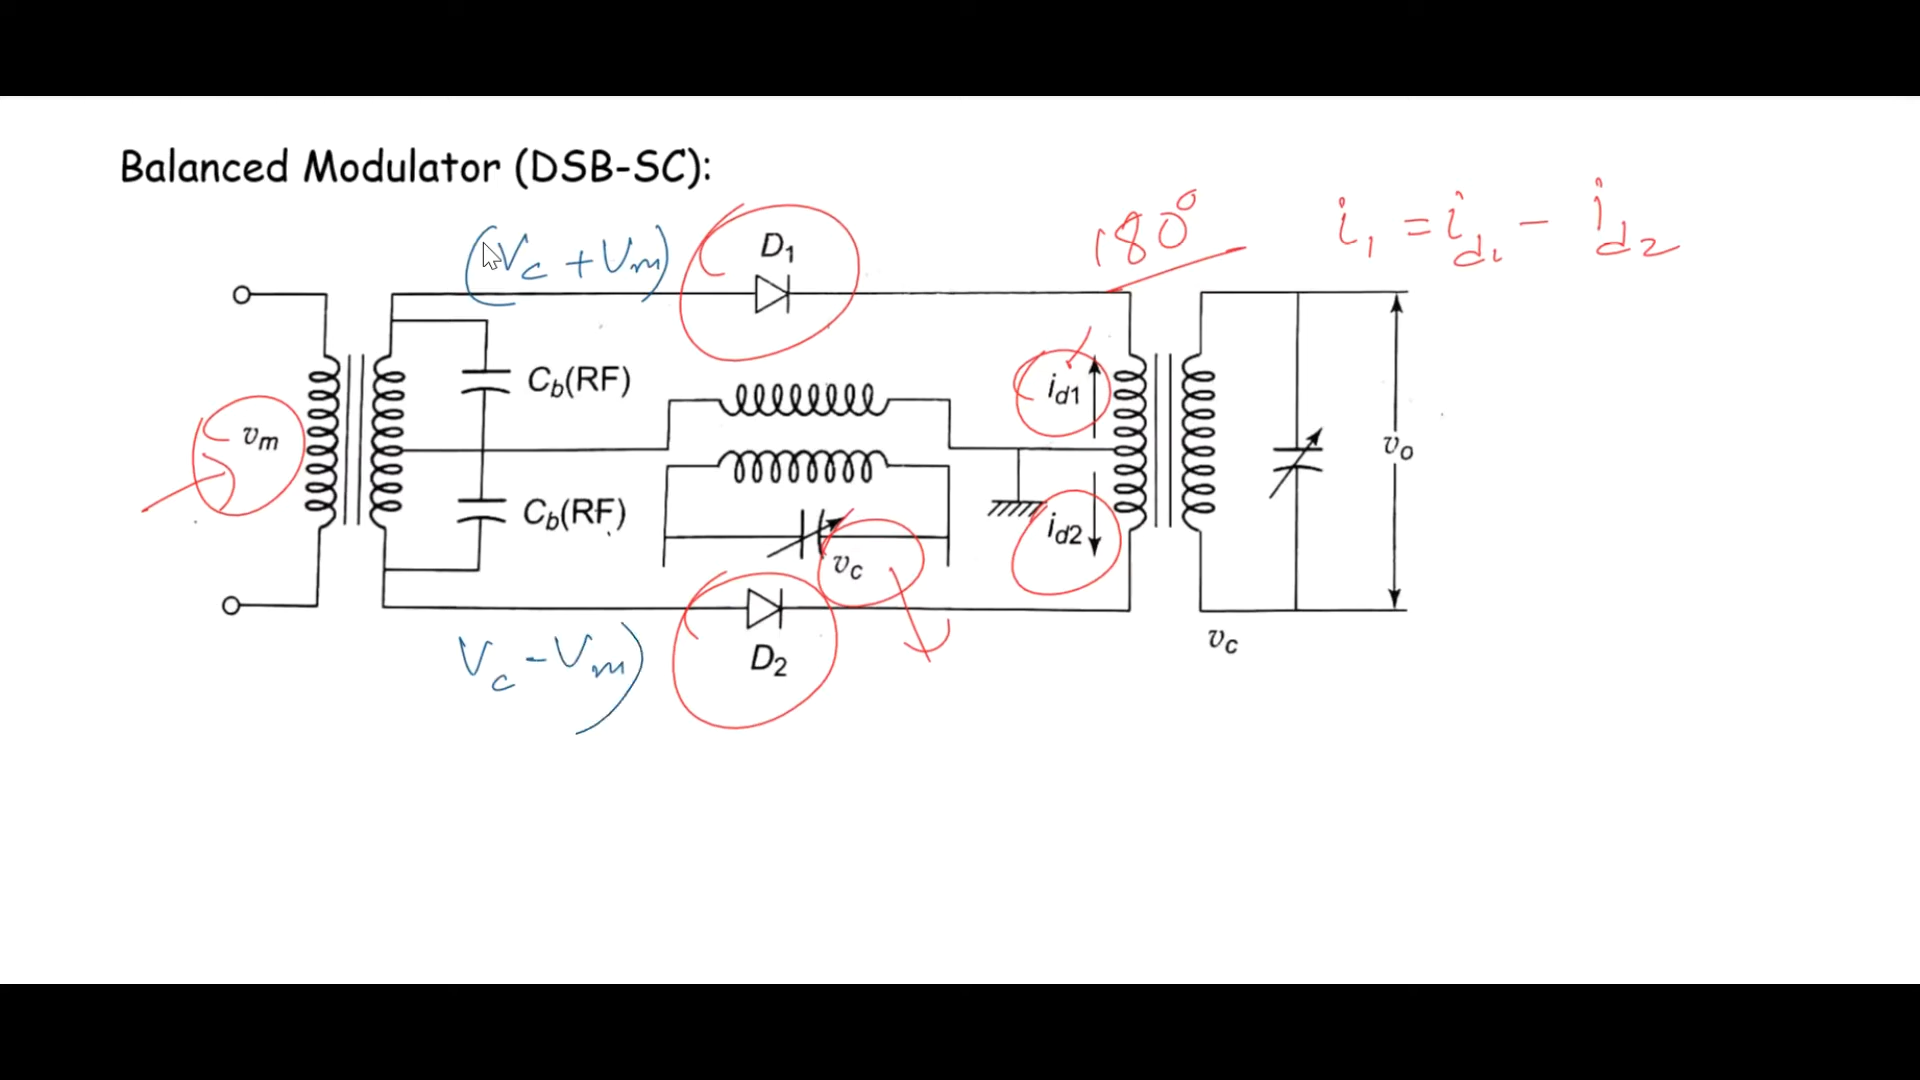 Balanced Modulator (DSB-SC):
(Vc + Vm)
D1
180°
i1 = id1 - id2
Cb(RF)
id1
vm
vo
Cb(RF)
id2
vc
Vc - Vm)
D2
vc